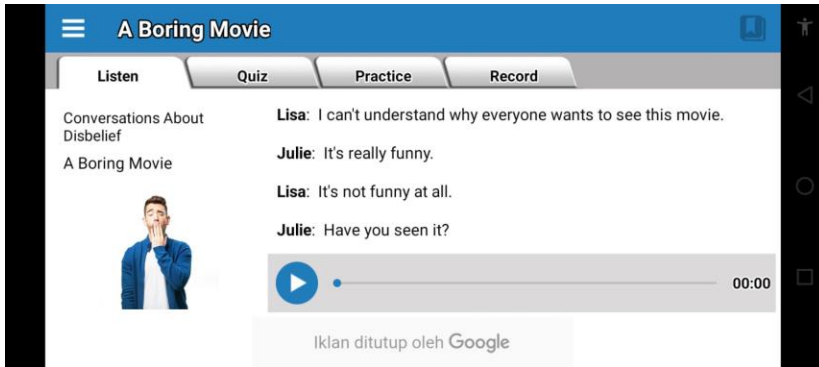 A Boring Movie
Listen
Quiz
Practice
Record
Conversations About
Disbelief
A Boring Movie
Lisa: I can't understand why everyone wants to see this movie.
Julie: It's really funny.
Lisa: It's not funny at all.
Julie: Have you seen it?
00:00
Iklan ditutup oleh Google